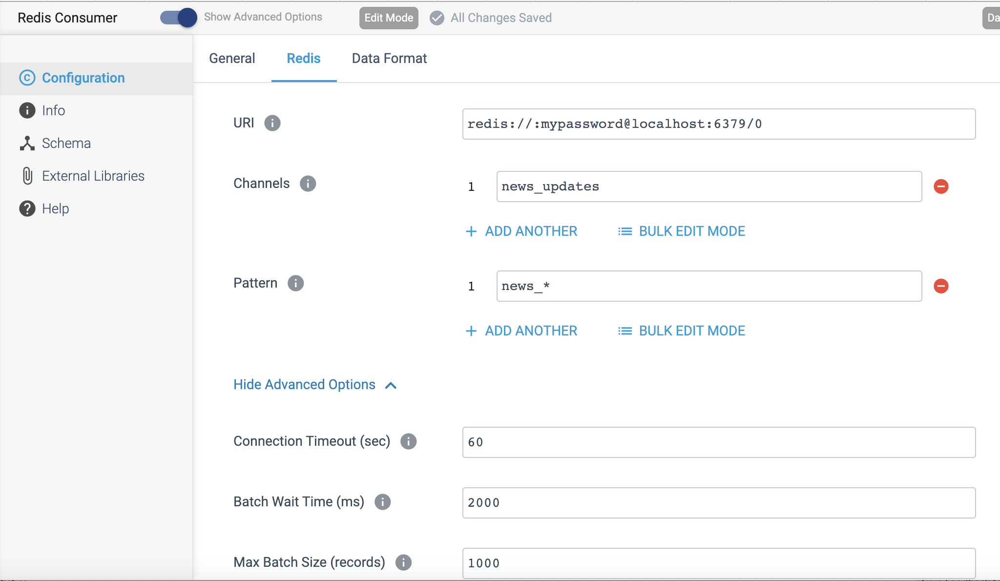 Redis Consumer Show Advanced Options Edit Mode All Changes Saved Da
General Redis Data Format
Configuration
Info
Schema
External Libraries
Help
URI redis://:mypassword@localhost:6379/0
Channels 1 news_updates
ADD ANOTHER BULK EDIT MODE
Pattern 1 news_*
ADD ANOTHER BULK EDIT MODE
Hide Advanced Options
Connection Timeout (sec) 60
Batch Wait Time (ms) 2000
Max Batch Size (records) 1000